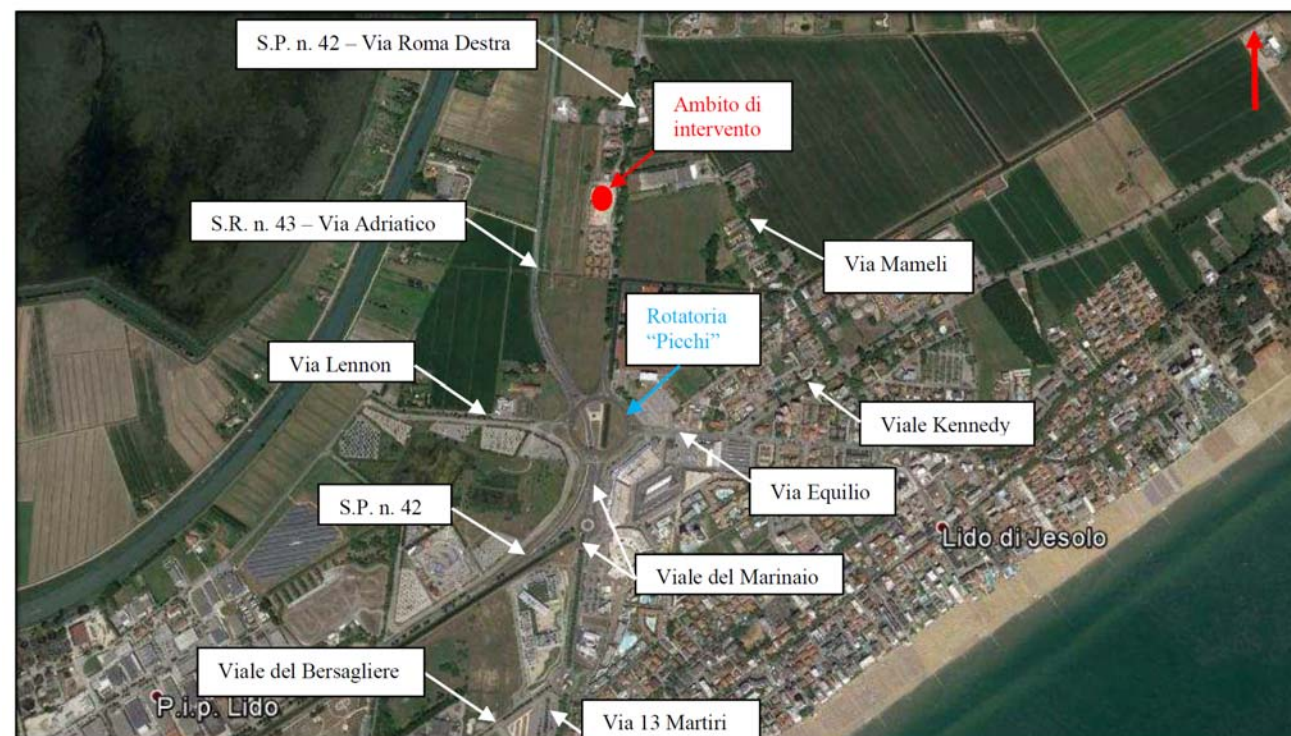 S.P. n. 42 – Via Roma Destra
Ambito di
intervento
S.R. n. 43 – Via Adriatico
Via Mameli
Rotatoria
“Picchi”
Via Lennon
Viale Kennedy
Via Equilio
S.P. n. 42
Lido di Jesolo
Viale del Marinaio
Viale del Bersagliere
P.i.p. Lido
Via 13 Martiri